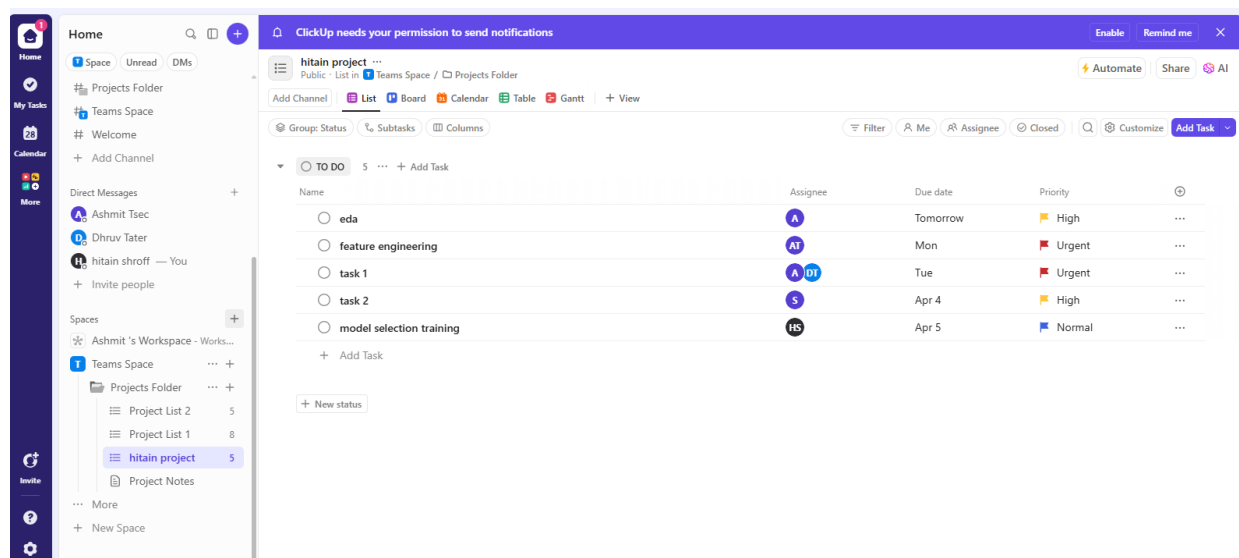 1
Home
My Tasks
28
Calendar
More
Invite
Home
T Space Unread DMs
# Projects Folder
# Teams Space
# Welcome
+ Add Channel
Direct Messages +
A Ashmit Tsec
D Dhruv Tater
H hitain shroff — You
+ Invite people
Spaces +
Ashmit 's Workspace - Works...
T Teams Space ... +
Projects Folder ... +
Project List 2 5
Project List 1 8
hitain project 5
Project Notes
... More
+ New Space
ClickUp needs your permission to send notifications Enable Remind me ×
hitain project ...
Public · List in T Teams Space / Projects Folder
Automate Share AI
Add Channel List Board Calendar Table Gantt + View
Group: Status Subtasks Columns Filter Me Assignee Closed Customize Add Task
TO DO 5 ... + Add Task
Name Assignee Due date Priority
eda A Tomorrow High ...
feature engineering AT Mon Urgent ...
task 1 A DT Tue Urgent ...
task 2 S Apr 4 High ...
model selection training HS Apr 5 Normal ...
+ Add Task
+ New status